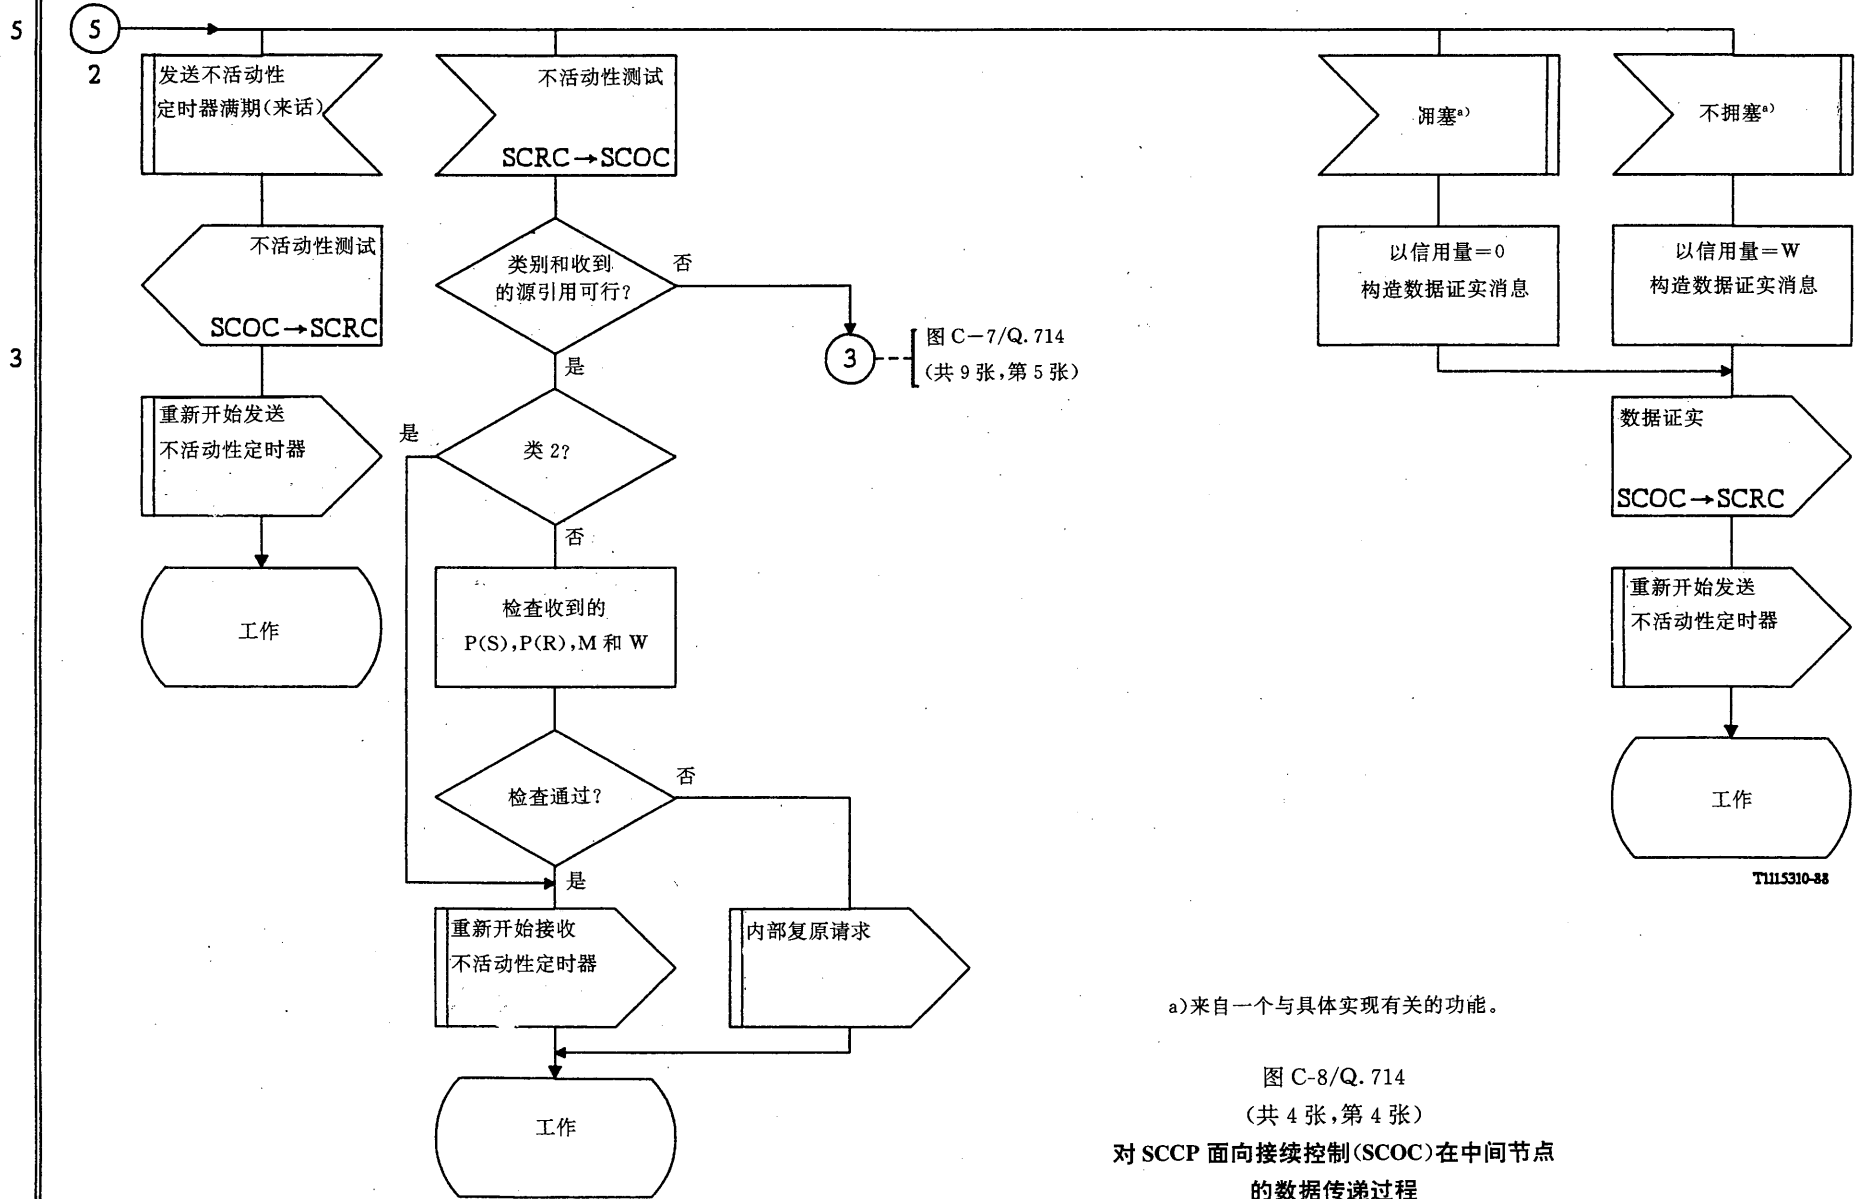 5
5
2
发送不活动性
定时器满期(来话)
不活动性测试
SCRC→SCOC
拥塞a)
不拥塞a)
不活动性测试
SCOC→SCRC
类别和收到
的源引用可行?
否
是
以信用量=0
构造数据证实消息
以信用量=W
构造数据证实消息
3
3
图 C-7/Q.714
(共 9 张,第 5 张)
重新开始发送
不活动性定时器
是
类 2?
否
数据证实
SCOC→SCRC
工作
检查收到的
P(S),P(R),M 和 W
重新开始发送
不活动性定时器
检查通过?
否
是
工作
T1115310-88
重新开始接收
不活动性定时器
内部复原请求
工作
a)来自一个与具体实现有关的功能。
图 C-8/Q.714
(共 4 张,第 4 张)
对 SCCP 面向接续控制(SCOC)在中间节点
的数据传递过程